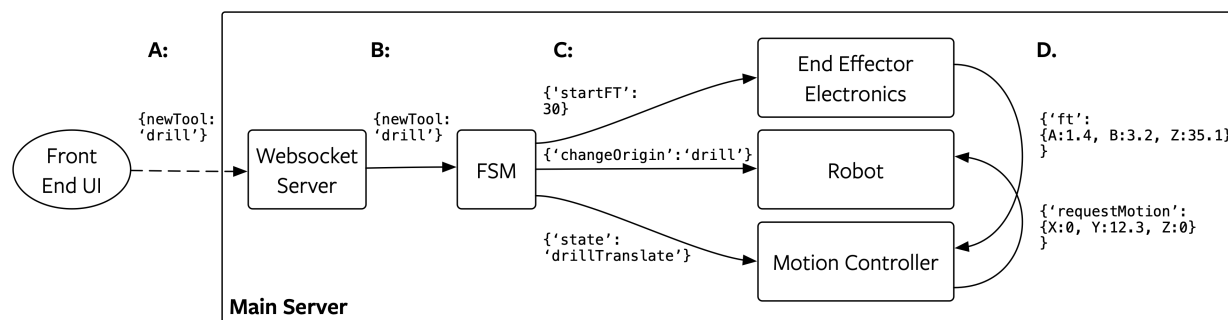 A:
B:
C:
D.
{newTool:
‘drill’}
{newTool:
‘drill’}
{'startFT':
30}
End Effector
Electronics
{‘ft’:
{A:1.4, B:3.2, Z:35.1}
}
Front
End UI
Websocket
Server
FSM
{‘changeOrigin’:‘drill’}
Robot
{‘state’:
‘drillTranslate’}
Motion Controller
{‘requestMotion’:
{X:0, Y:12.3, Z:0}
}
Main Server